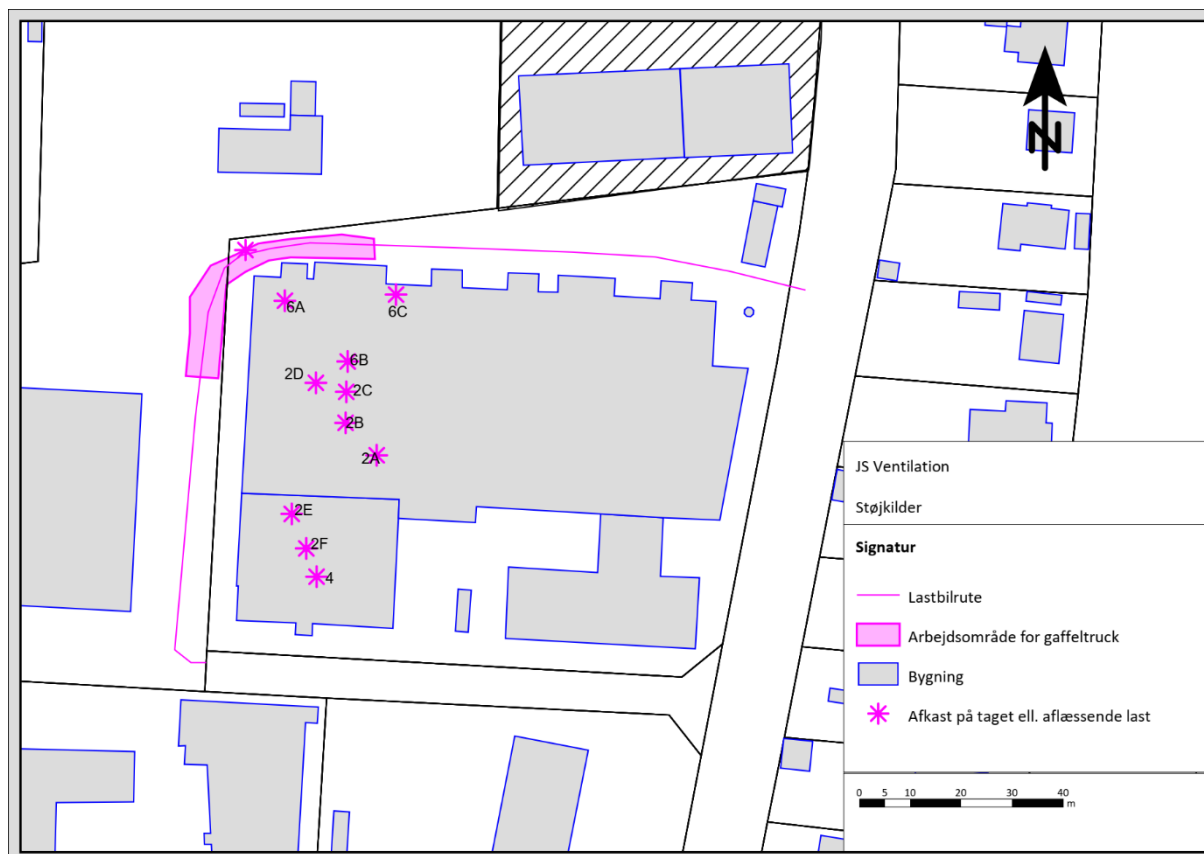 N
6A
6C
6B
2D
2C
2B
2A
2E
2F
4
JS Ventilation
Støjkilder
Signatur
Lastbilrute
Arbejdsområde for gaffeltruck
Bygning
Afkast på taget ell. aflæssende last
0 5 10 20 30 40
m